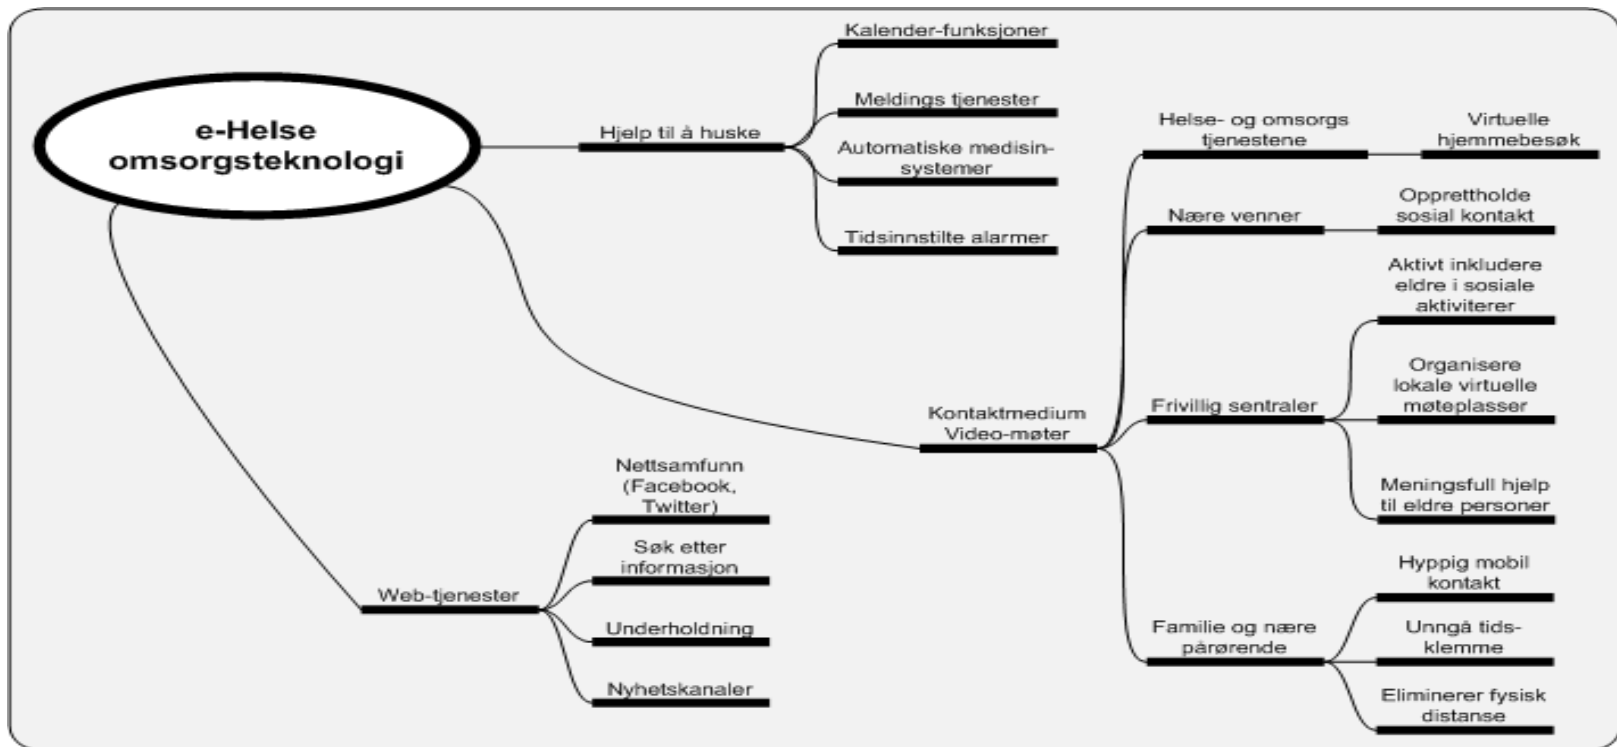 e-Helse
omsorgsteknologi
Hjelp til å huske
Kalender-funksjoner
Meldings tjenester
Automatiske medisin-
systemer
Tidsinnstilte alarmer
Kontaktmedium
Video-møter
Helse- og omsorgs
tjenestene
Virtuelle
hjemmebesøk
Nære venner
Opprettholde
sosial kontakt
Frivillig sentraler
Aktivt inkludere
eldre i sosiale
aktiviterer
Organisere
lokale virtuelle
møteplasser
Meningsfull hjelp
til eldre personer
Familie og nære
pårørende
Hyppig mobil
kontakt
Unngå tids-
klemme
Eliminerer fysisk
distanse
Web-tjenester
Nettsamfunn
(Facebook,
Twitter)
Søk etter
informasjon
Underholdning
Nyhetskanaler